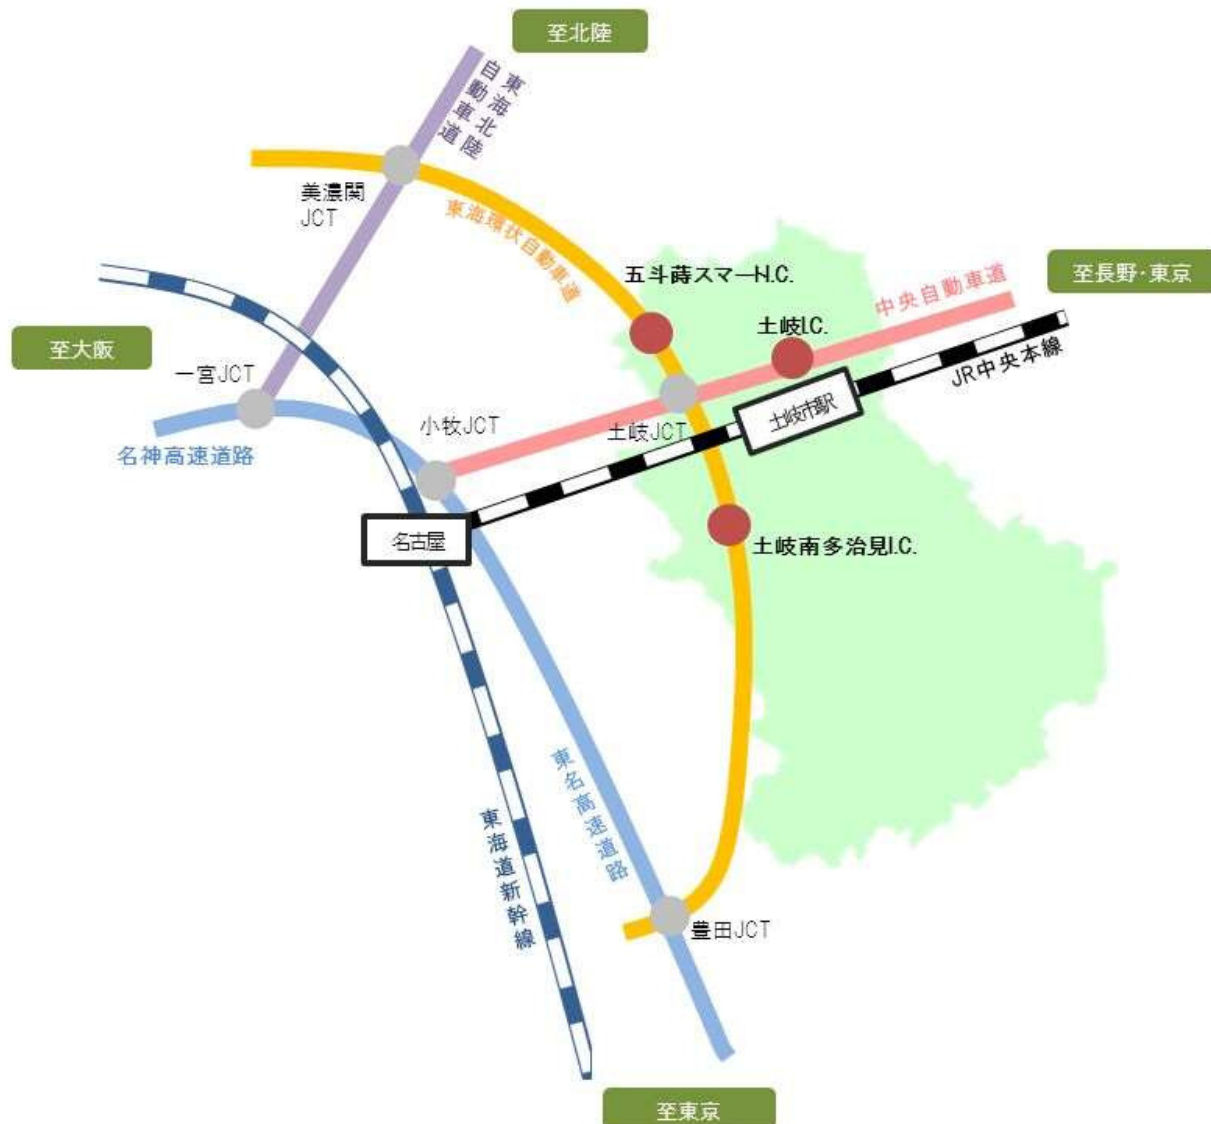 至北陸
東海北陸
自動車道
美濃関
JCT
東海環状自動車道
五斗蒔スマートI.C.
至長野・東京
中央自動車道
土岐I.C.
至大阪
一宮JCT
JR中央本線
土岐市駅
小牧JCT
土岐JCT
名神高速道路
名古屋
土岐南多治見I.C.
東名高速道路
東海道新幹線
豊田JCT
至東京